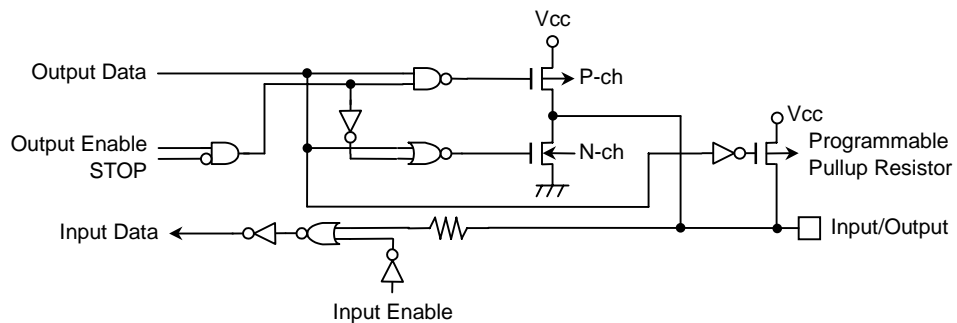 Vcc
Output Data
P-ch
Vcc
Output Enable
STOP
N-ch
Programmable
Pullup Resistor
Input Data
Input/Output
Input Enable